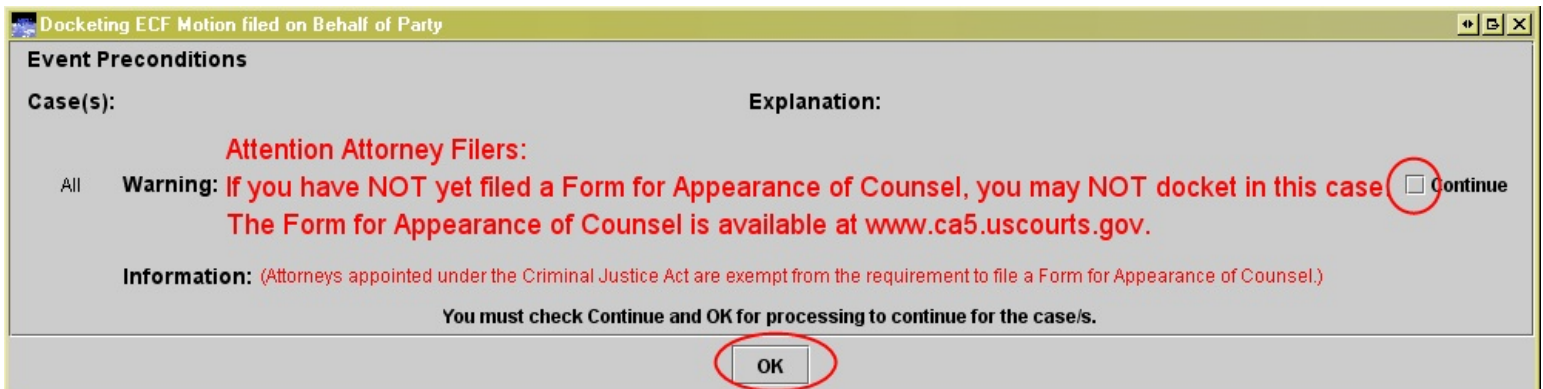 Docketing ECF Motion filed on Behalf of Party
Event Preconditions
Case(s): Explanation:
Attention Attorney Filers:
All Warning: If you have NOT yet filed a Form for Appearance of Counsel, you may NOT docket in this case. Continue
The Form for Appearance of Counsel is available at www.ca5.uscourts.gov.
Information: (Attorneys appointed under the Criminal Justice Act are exempt from the requirement to file a Form for Appearance of Counsel.)
You must check Continue and OK for processing to continue for the case/s.
OK